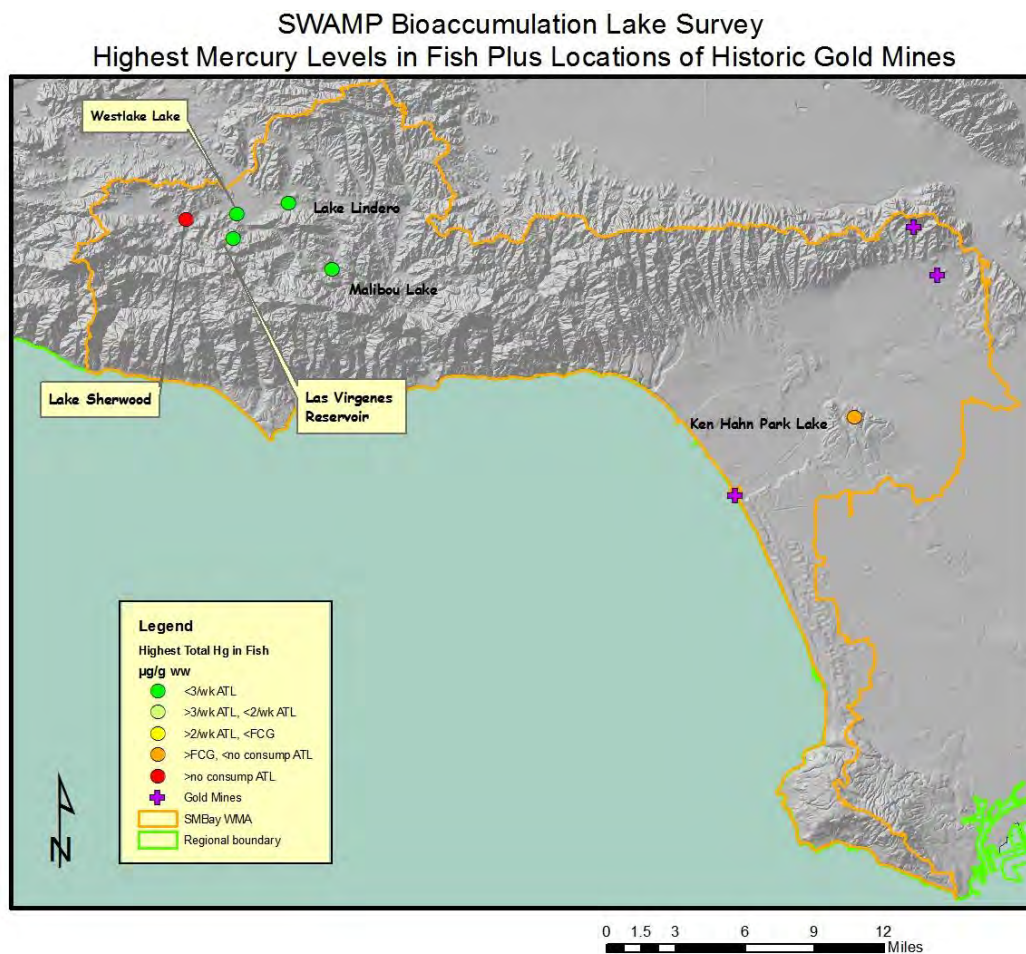 SWAMP Bioaccumulation Lake Survey
Highest Mercury Levels in Fish Plus Locations of Historic Gold Mines
Westlake Lake
Lake Lindero
Malibou Lake
Lake Sherwood
Las Virgenes
Reservoir
Ken Hahn Park Lake
Legend
Highest Total Hg in Fish
µg/g ww
<3/wk ATL
>3/wk ATL, <2/wk ATL
>2/wk ATL, <FCG
>FCG, <no consump ATL
>no consump ATL
Gold Mines
SMBay WMA
Regional boundary
N
0 1.5 3 6 9 12
Miles